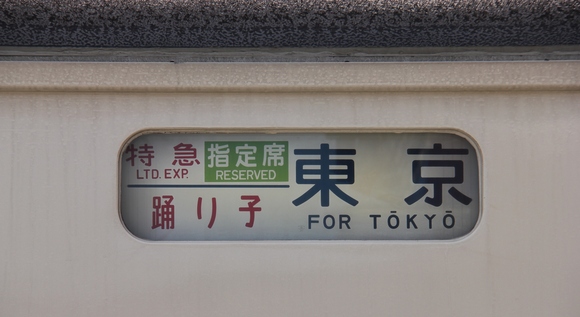 特急 指定席
LTD. EXP. RESERVED
踊り子
東京
FOR TŌKYŌ